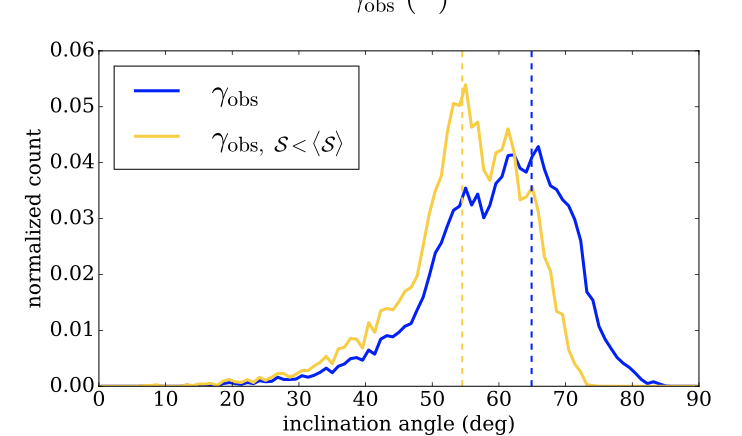 γobs (   )
0.06
0.05
0.04
0.03
0.02
0.01
0.00
normalized count
γobs
γobs, 𝒮 < ⟨𝒮⟩
0 10 20 30 40 50 60 70 80 90
inclination angle (deg)